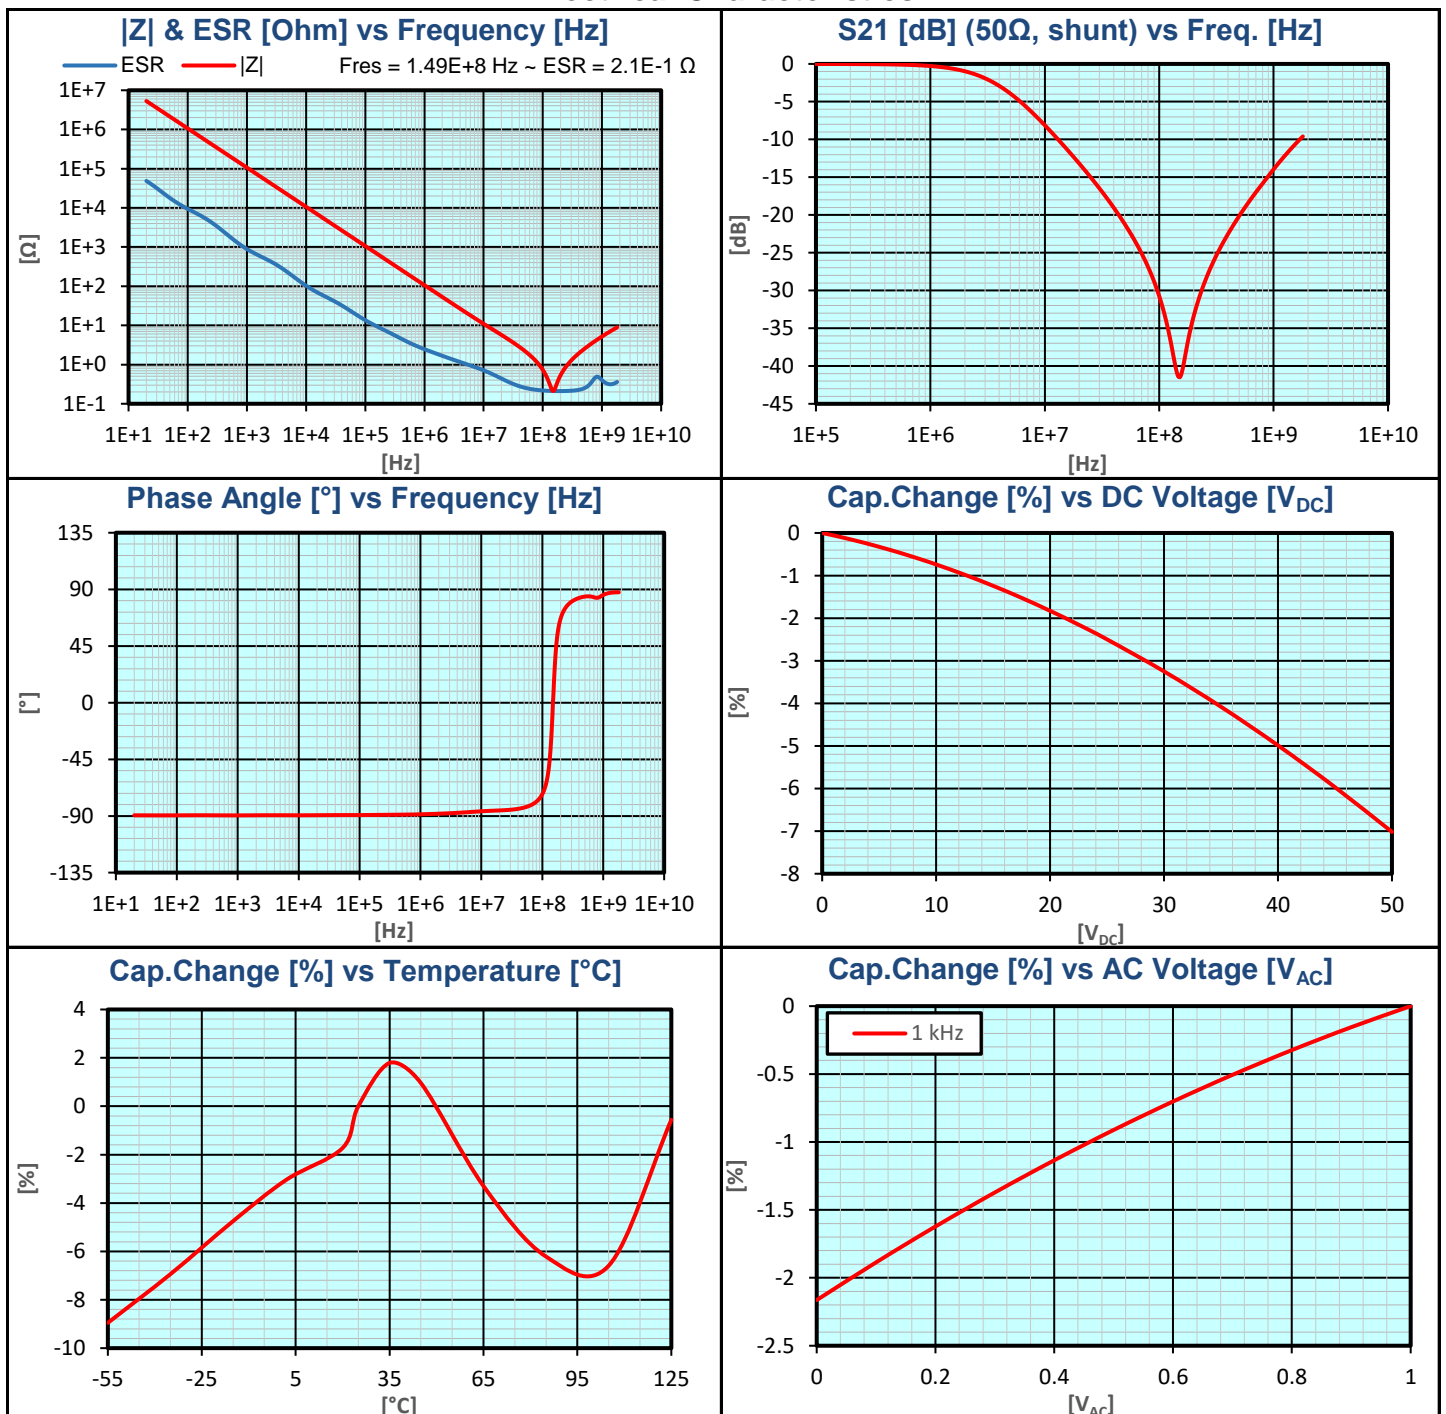 |Z| & ESR [Ohm] vs Frequency [Hz]
ESR |Z| Fres = 1.49E+8 Hz ~ ESR = 2.1E-1 Ω
1E+7
1E+6
1E+5
1E+4
1E+3
1E+2
1E+1
1E+0
1E-1
[Ω]
1E+1 1E+2 1E+3 1E+4 1E+5 1E+6 1E+7 1E+8 1E+9 1E+10
[Hz]
S21 [dB] (50Ω, shunt) vs Freq. [Hz]
0
-5
-10
-15
-20
-25
-30
-35
-40
-45
[dB]
1E+5 1E+6 1E+7 1E+8 1E+9 1E+10
[Hz]
Phase Angle [°] vs Frequency [Hz]
135
90
45
0
-45
-90
-135
[°]
1E+1 1E+2 1E+3 1E+4 1E+5 1E+6 1E+7 1E+8 1E+9 1E+10
[Hz]
Cap.Change [%] vs DC Voltage [VDC]
0
-1
-2
-3
-4
-5
-6
-7
-8
[%]
0 10 20 30 40 50
[VDC]
Cap.Change [%] vs Temperature [°C]
4
2
0
-2
-4
-6
-8
-10
[%]
-55 -25 5 35 65 95 125
[°C]
Cap.Change [%] vs AC Voltage [VAC]
1 kHz
0
-0.5
-1
-1.5
-2
-2.5
[%]
0 0.2 0.4 0.6 0.8 1
[VAC]